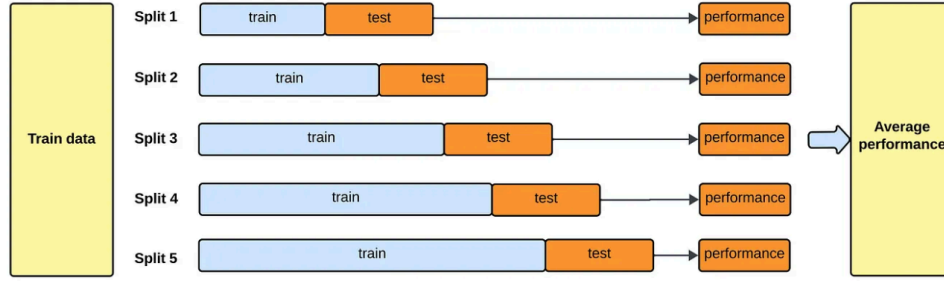 Train data
Split 1
train
test
performance
Split 2
train
test
performance
Split 3
train
test
performance
Split 4
train
test
performance
Split 5
train
test
performance
Average
performance